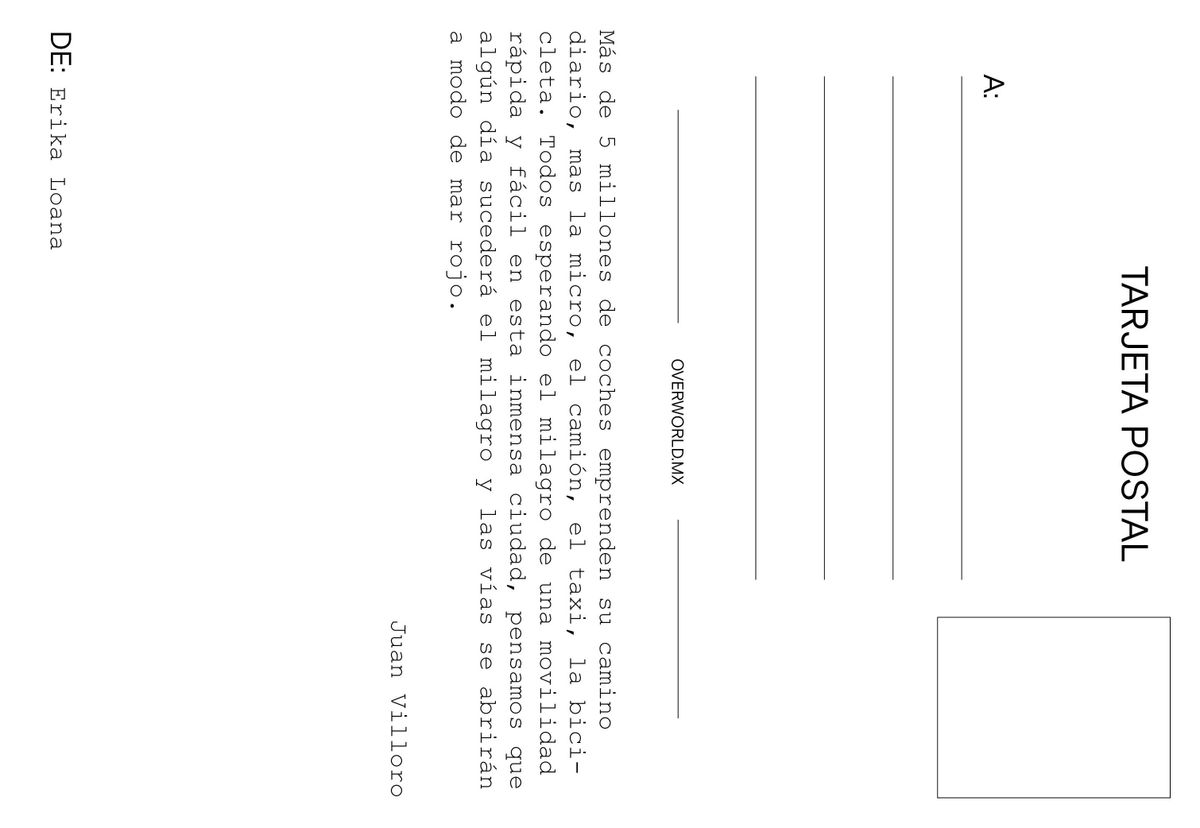 TARJETA POSTAL
A:
OVERWORLD.MX
Más de 5 millones de coches emprenden su camino
diario, mas la micro, el camión, el taxi, la bici-
cleta. Todos esperando el milagro de una movilidad
rápida y fácil en esta inmensa ciudad, pensamos que
algún día sucederá el milagro y las vías se abrirán
a modo de mar rojo.
Juan Villoro
DE: Erika Loana